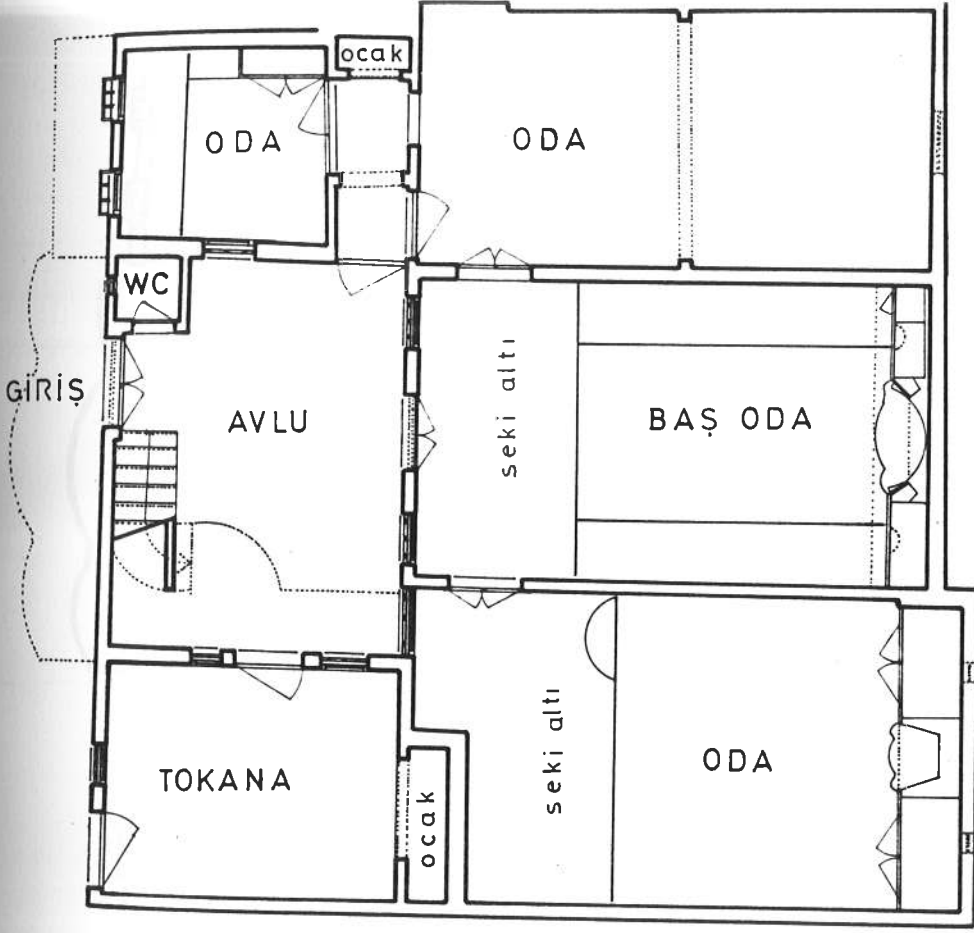 ocak
ODA
ODA
WC
GİRİŞ
AVLU
seki altı
BAŞ ODA
TOKANA
ocak
seki altı
ODA